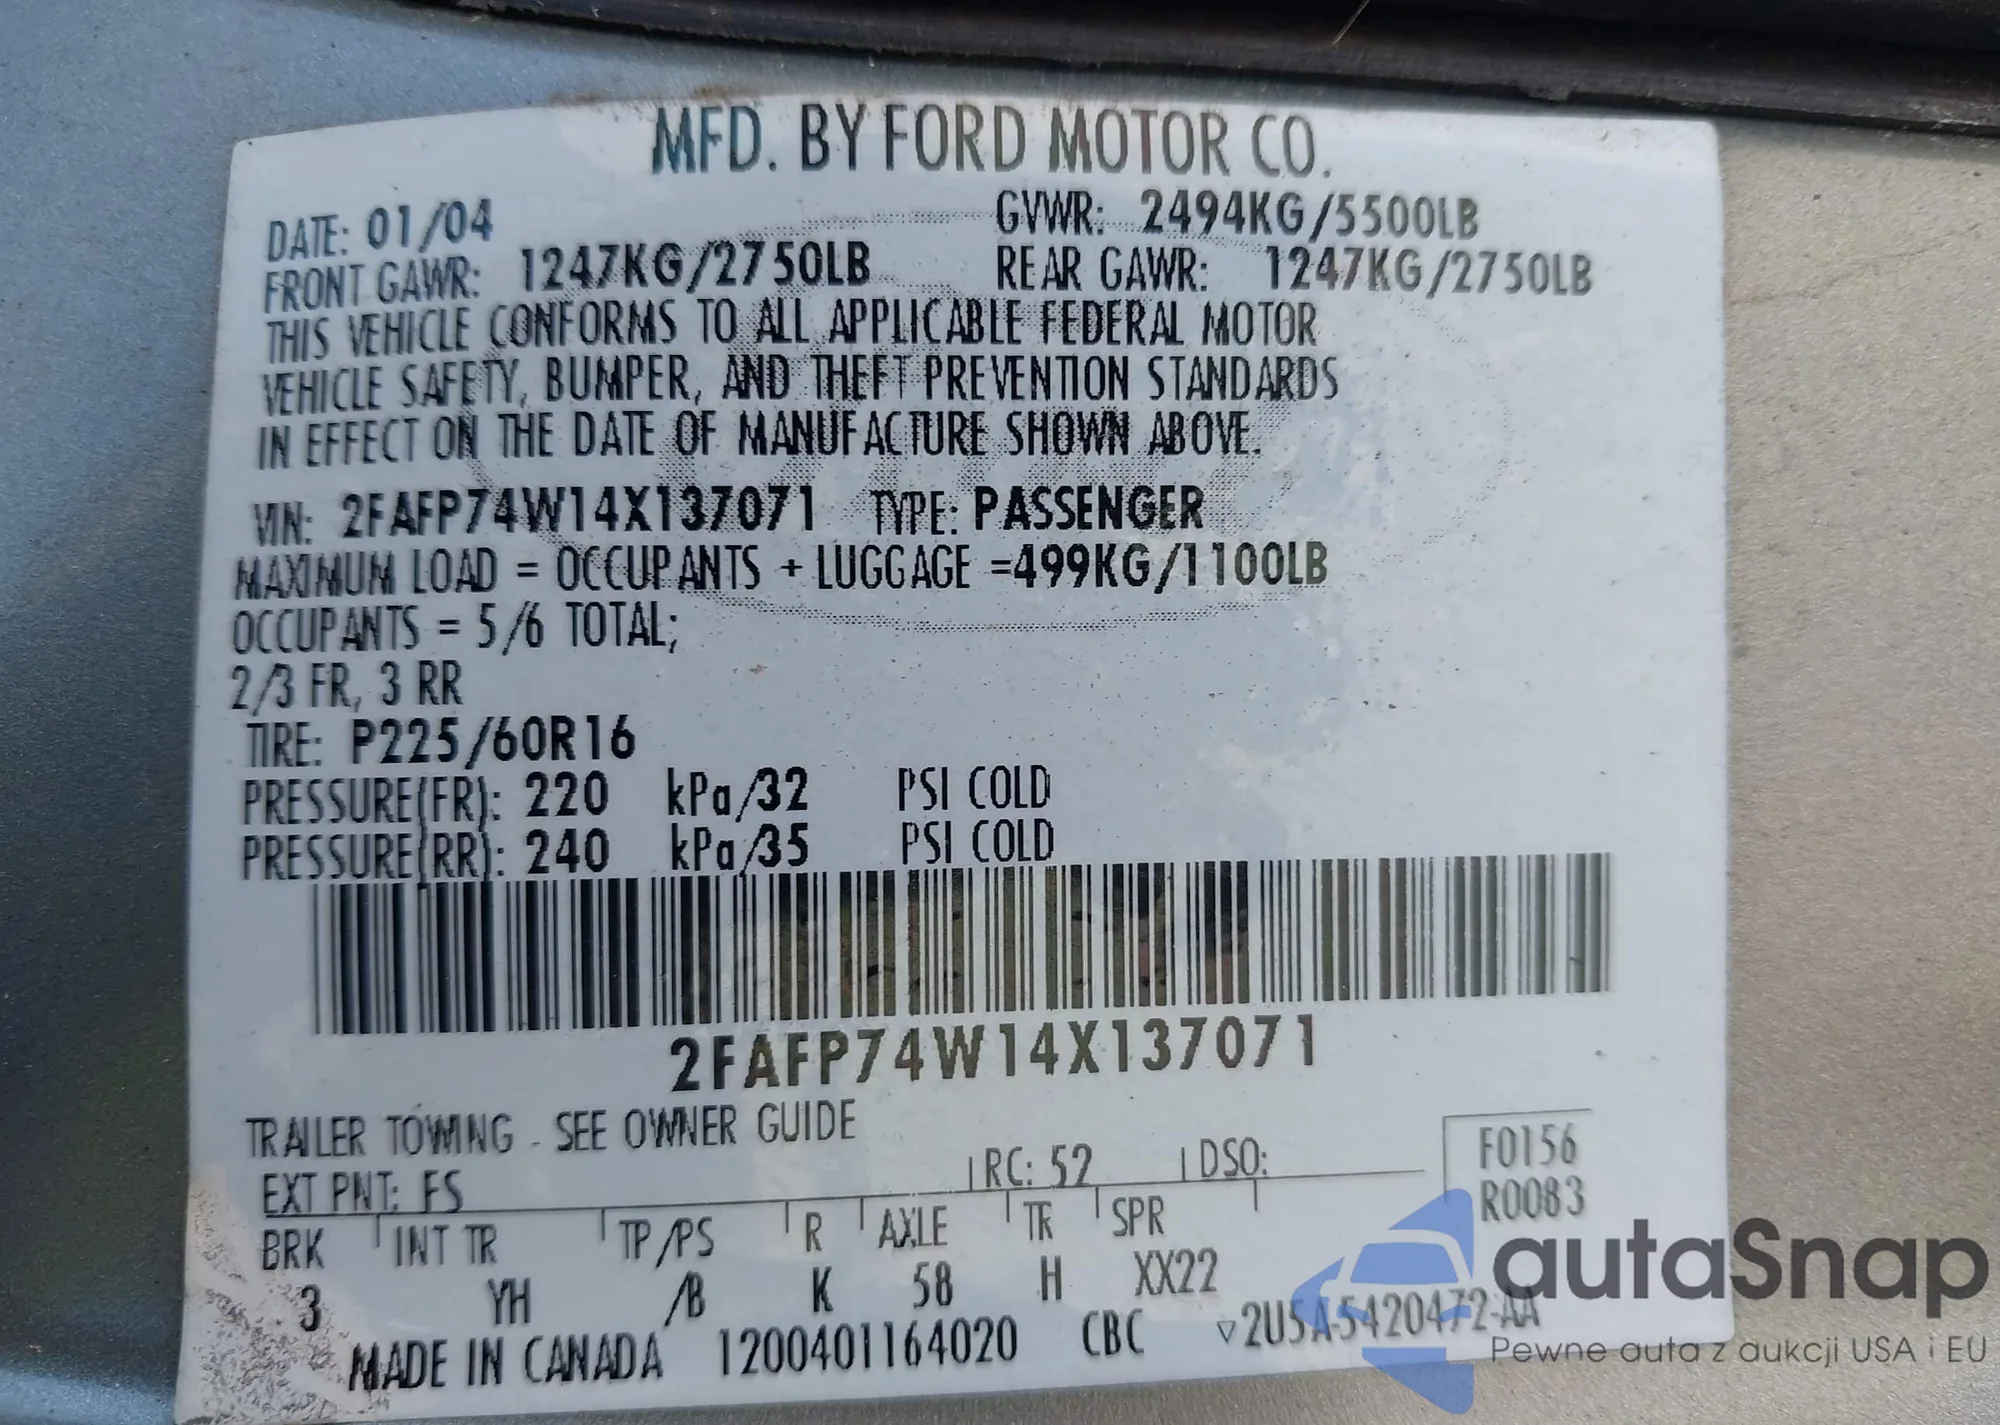 MFD. BY FORD MOTOR CO.
DATE: 01/04 GVWR: 2494KG/5500LB
FRONT GAWR: 1247KG/2750LB REAR GAWR: 1247KG/2750LB
THIS VEHICLE CONFORMS TO ALL APPLICABLE FEDERAL MOTOR
VEHICLE SAFETY, BUMPER, AND THEFT PREVENTION STANDARDS
IN EFFECT ON THE DATE OF MANUFACTURE SHOWN ABOVE.
VIN: 2FAFP74W14X137071 TYPE: PASSENGER
MAXIMUM LOAD = OCCUPANTS + LUGGAGE =499KG/1100LB
OCCUPANTS = 5/6 TOTAL;
2/3 FR, 3 RR
TIRE: P225/60R16
PRESSURE(FR): 220 kPa/32 PSI COLD
PRESSURE(RR): 240 kPa/35 PSI COLD
2FAFP74W14X137071
TRAILER TOWING - SEE OWNER GUIDE
EXT PNT: FS RC: 52 DSO: F0156
R0083
BRK INT TR TP/PS R AXLE TR SPR
3 YH /B K 58 H XX22
MADE IN CANADA 1200401164020 CBC ▽2U5A-5420472-AA
autaSnap
Pewne auta z aukcji USA i EU